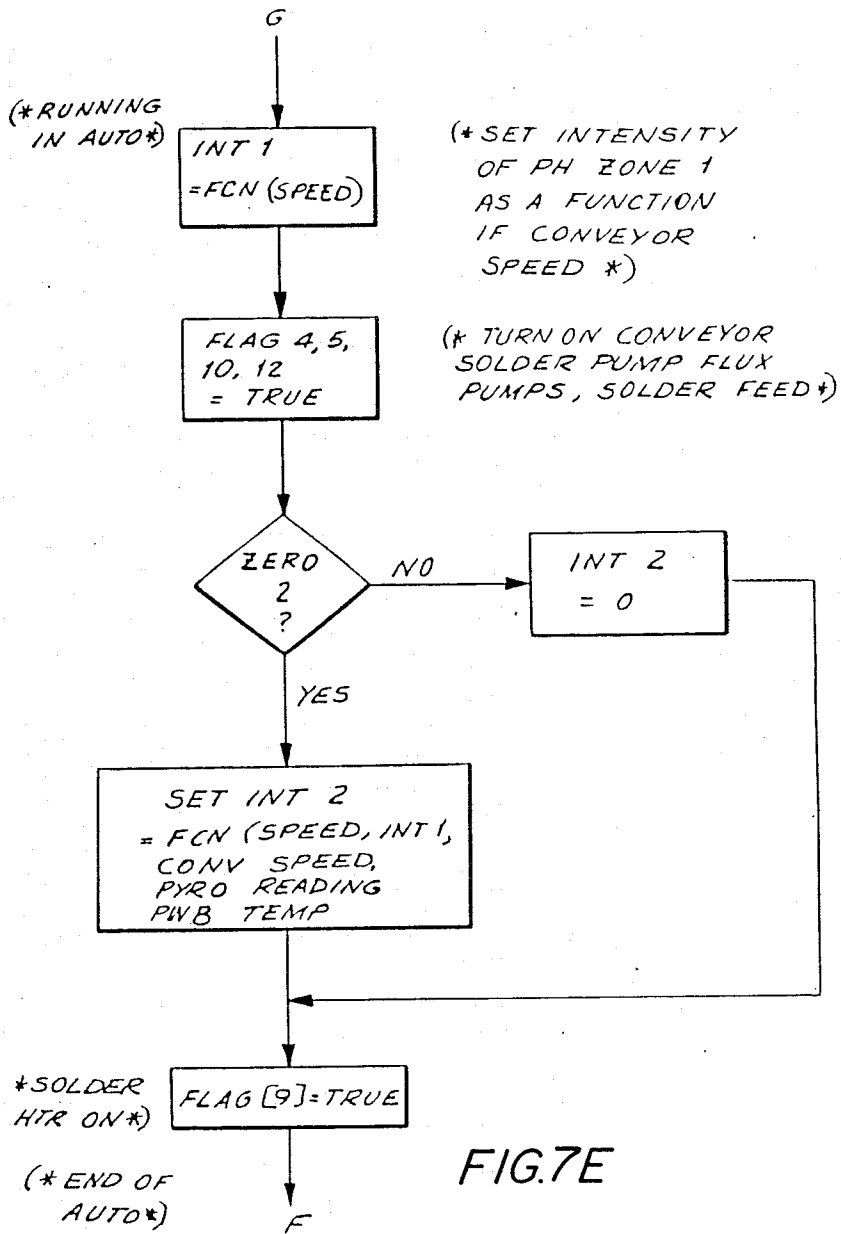 G
(*RUNNING
IN AUTO*)
INT 1
=FCN (SPEED)
(* SET INTENSITY
OF PH ZONE 1
AS A FUNCTION
IF CONVEYOR
SPEED *)
FLAG 4, 5,
10, 12
= TRUE
(* TURN ON CONVEYOR
SOLDER PUMP FLUX
PUMPS, SOLDER FEED*)
ZERO
2
?
NO
INT 2
= 0
YES
SET INT 2
= FCN (SPEED, INT 1,
CONV SPEED,
PYRO READING
PWB TEMP
*SOLDER
HTR ON*)
FLAG [9]=TRUE
(* END OF
AUTO*)
F
FIG.7E